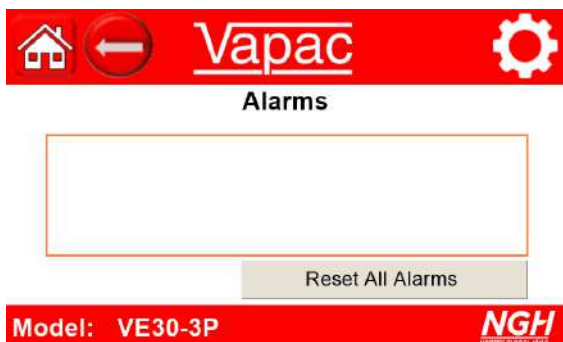 Vapac
Alarms
Reset All Alarms
Model: VE30-3P
NGH